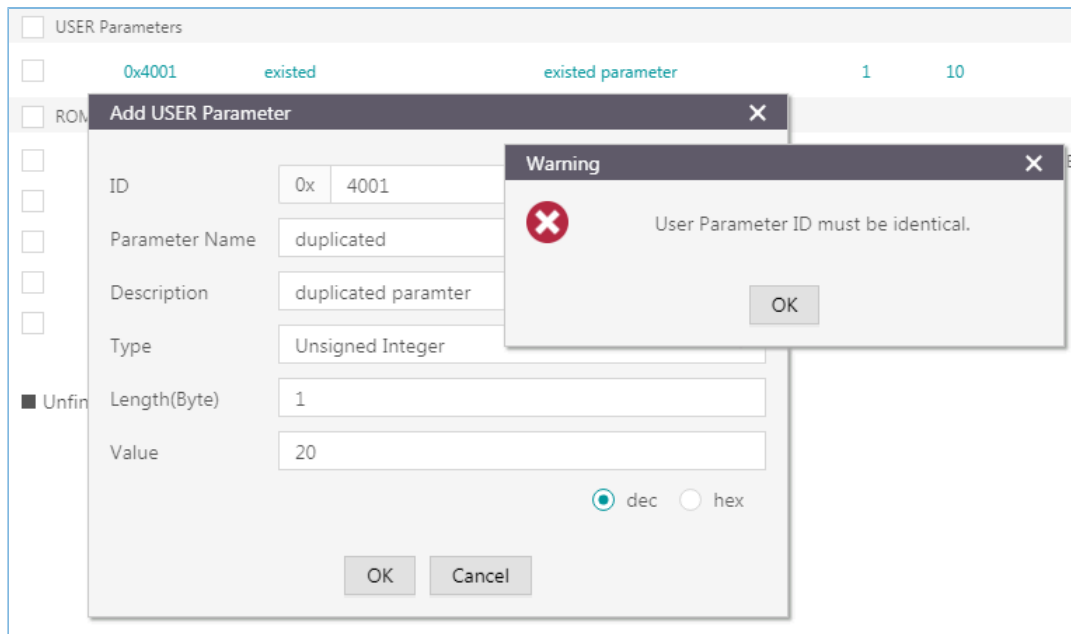 USER Parameters
0x4001 existed existed parameter 1 10
Add USER Parameter
Warning
ID 0x 4001
User Parameter ID must be identical.
Parameter Name duplicated
Description duplicated paramter
OK
Type Unsigned Integer
Length(Byte) 1
Value 20
dec hex
OK Cancel